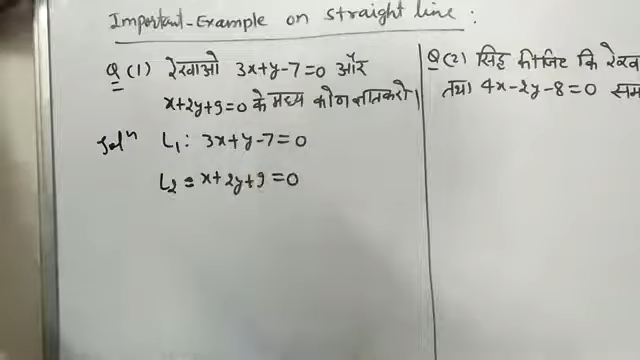 Important-Example on straight line :
Q (1) रेखाओ 3x+y-7=0 और
x+2y+9=0 के मध्य कोण ज्ञात करो।
Solⁿ L₁: 3x+y-7=0
L₂ = x+2y+9=0
Q (2) सिद्ध कीजिए कि रेखा
तथा 4x-2y-8=0 सम